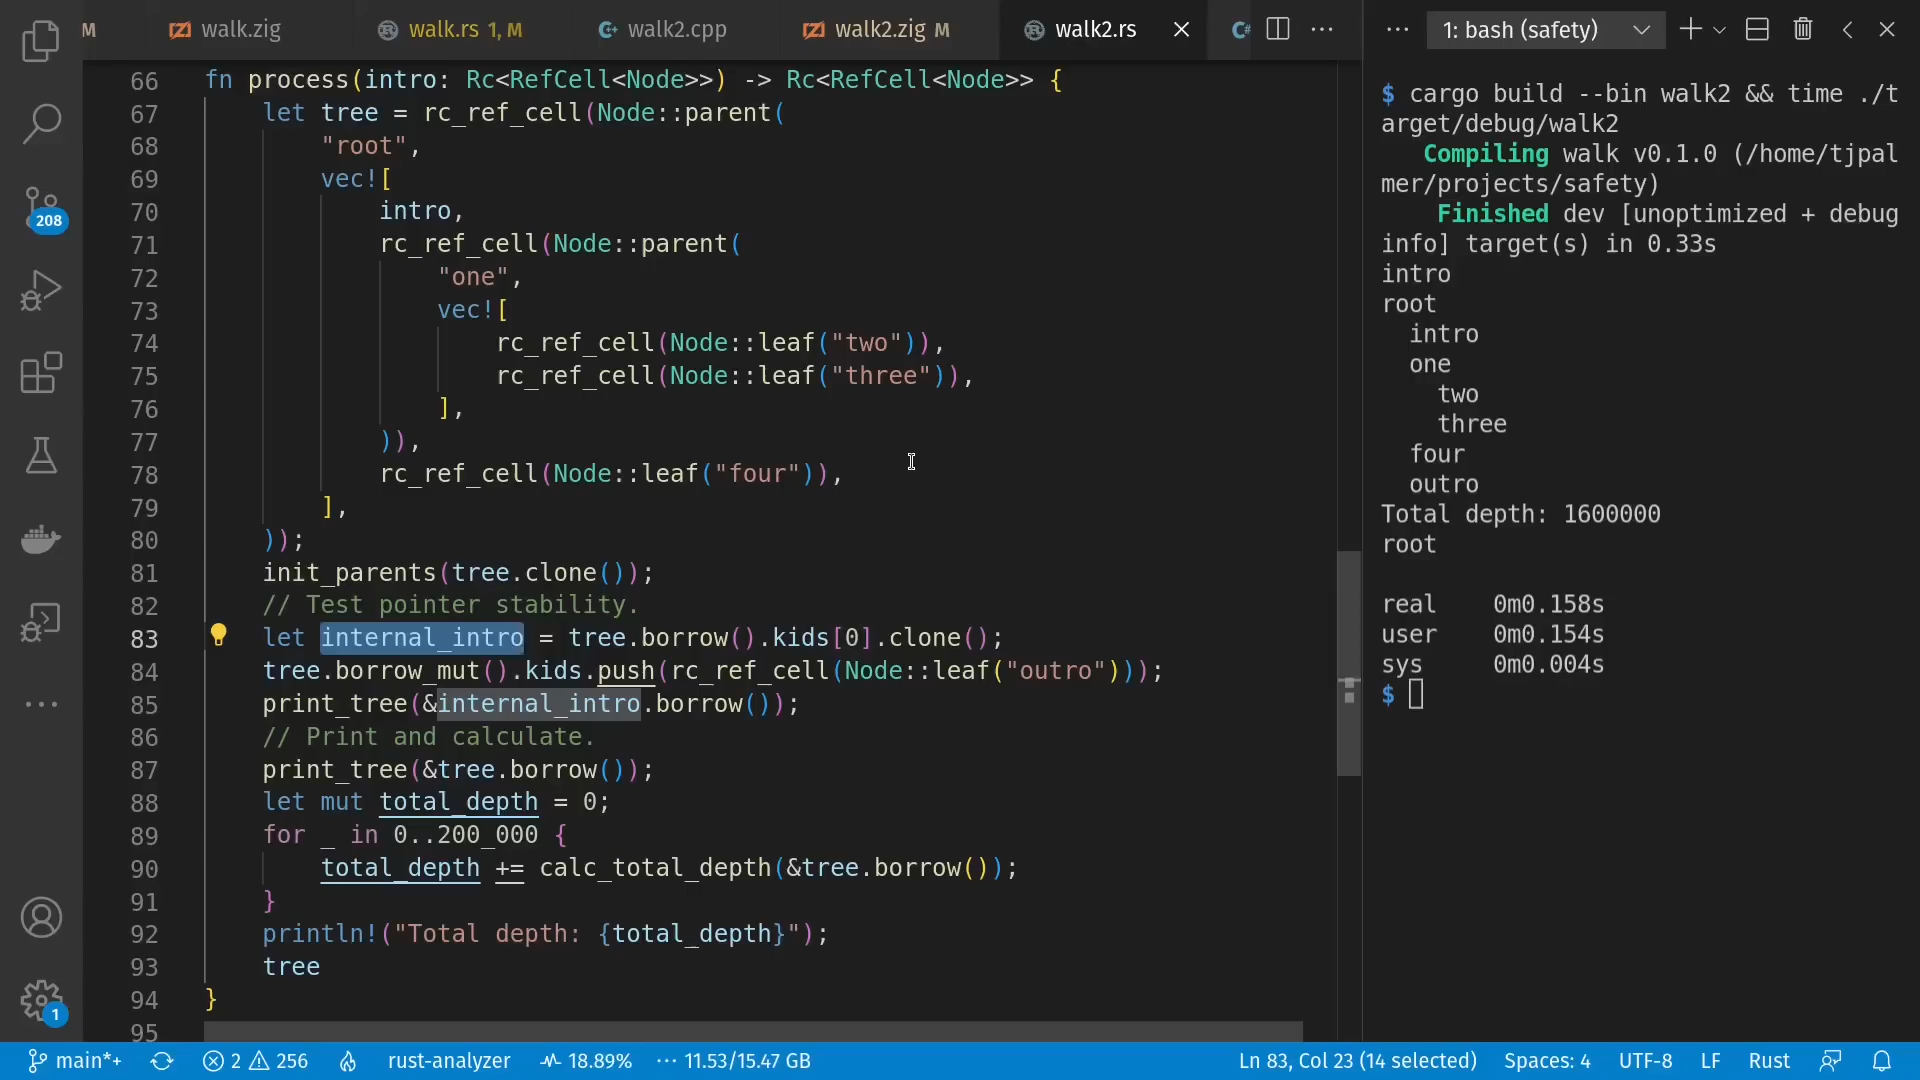 M walk.zig walk.rs 1, M walk2.cpp walk2.zig M walk2.rs
66 fn process(intro: Rc<RefCell<Node>>) -> Rc<RefCell<Node>> {
67 let tree = rc_ref_cell(Node::parent(
68 "root",
69 vec![
70 intro,
71 rc_ref_cell(Node::parent(
72 "one",
73 vec![
74 rc_ref_cell(Node::leaf("two")),
75 rc_ref_cell(Node::leaf("three")),
76 ],
77 )),
78 rc_ref_cell(Node::leaf("four")),
79 ],
80 ));
81 init_parents(tree.clone());
82 // Test pointer stability.
83 let internal_intro = tree.borrow().kids[0].clone();
84 tree.borrow_mut().kids.push(rc_ref_cell(Node::leaf("outro")));
85 print_tree(&internal_intro.borrow());
86 // Print and calculate.
87 print_tree(&tree.borrow());
88 let mut total_depth = 0;
89 for _ in 0..200_000 {
90 total_depth += calc_total_depth(&tree.borrow());
91 }
92 println!("Total depth: {total_depth}");
93 tree
94 }
95
208
1
1: bash (safety)
$ cargo build --bin walk2 && time ./t
arget/debug/walk2
Compiling walk v0.1.0 (/home/tjpal
mer/projects/safety)
Finished dev [unoptimized + debug
info] target(s) in 0.33s
intro
root
intro
one
two
three
four
outro
Total depth: 1600000
root
real 0m0.158s
user 0m0.154s
sys 0m0.004s
$
main*+ 2 256 rust-analyzer 18.89% 11.53/15.47 GB Ln 83, Col 23 (14 selected) Spaces: 4 UTF-8 LF Rust